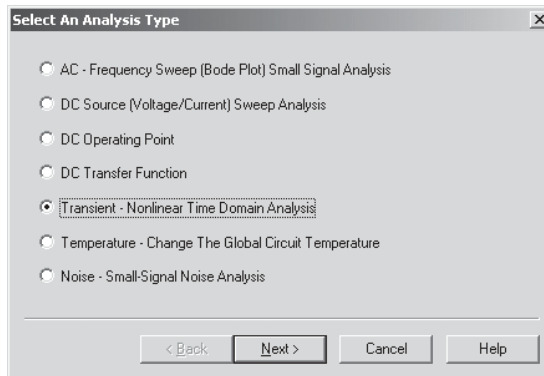 Select An Analysis Type
AC - Frequency Sweep (Bode Plot) Small Signal Analysis
DC Source (Voltage/Current) Sweep Analysis
DC Operating Point
DC Transfer Function
Transient - Nonlinear Time Domain Analysis
Temperature - Change The Global Circuit Temperature
Noise - Small-Signal Noise Analysis
< Back Next > Cancel Help